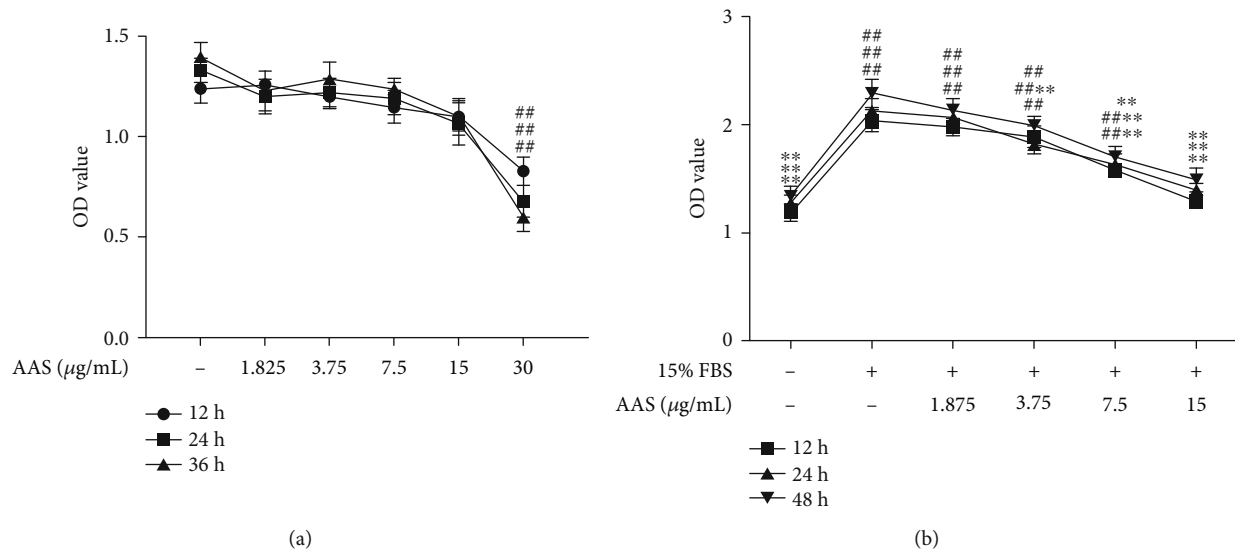 1.5
1.0
0.5
0.0
OD value
##
##
##
AAS (μg/mL) – 1.825 3.75 7.5 15 30
12 h
24 h
36 h
(a)
3
2
1
0
OD value
**
**
**
##
##
##
##
##
##
##
##**
##
**
##**
##**
**
**
**
15% FBS – + + + + +
AAS (μg/mL) – – 1.875 3.75 7.5 15
12 h
24 h
48 h
(b)